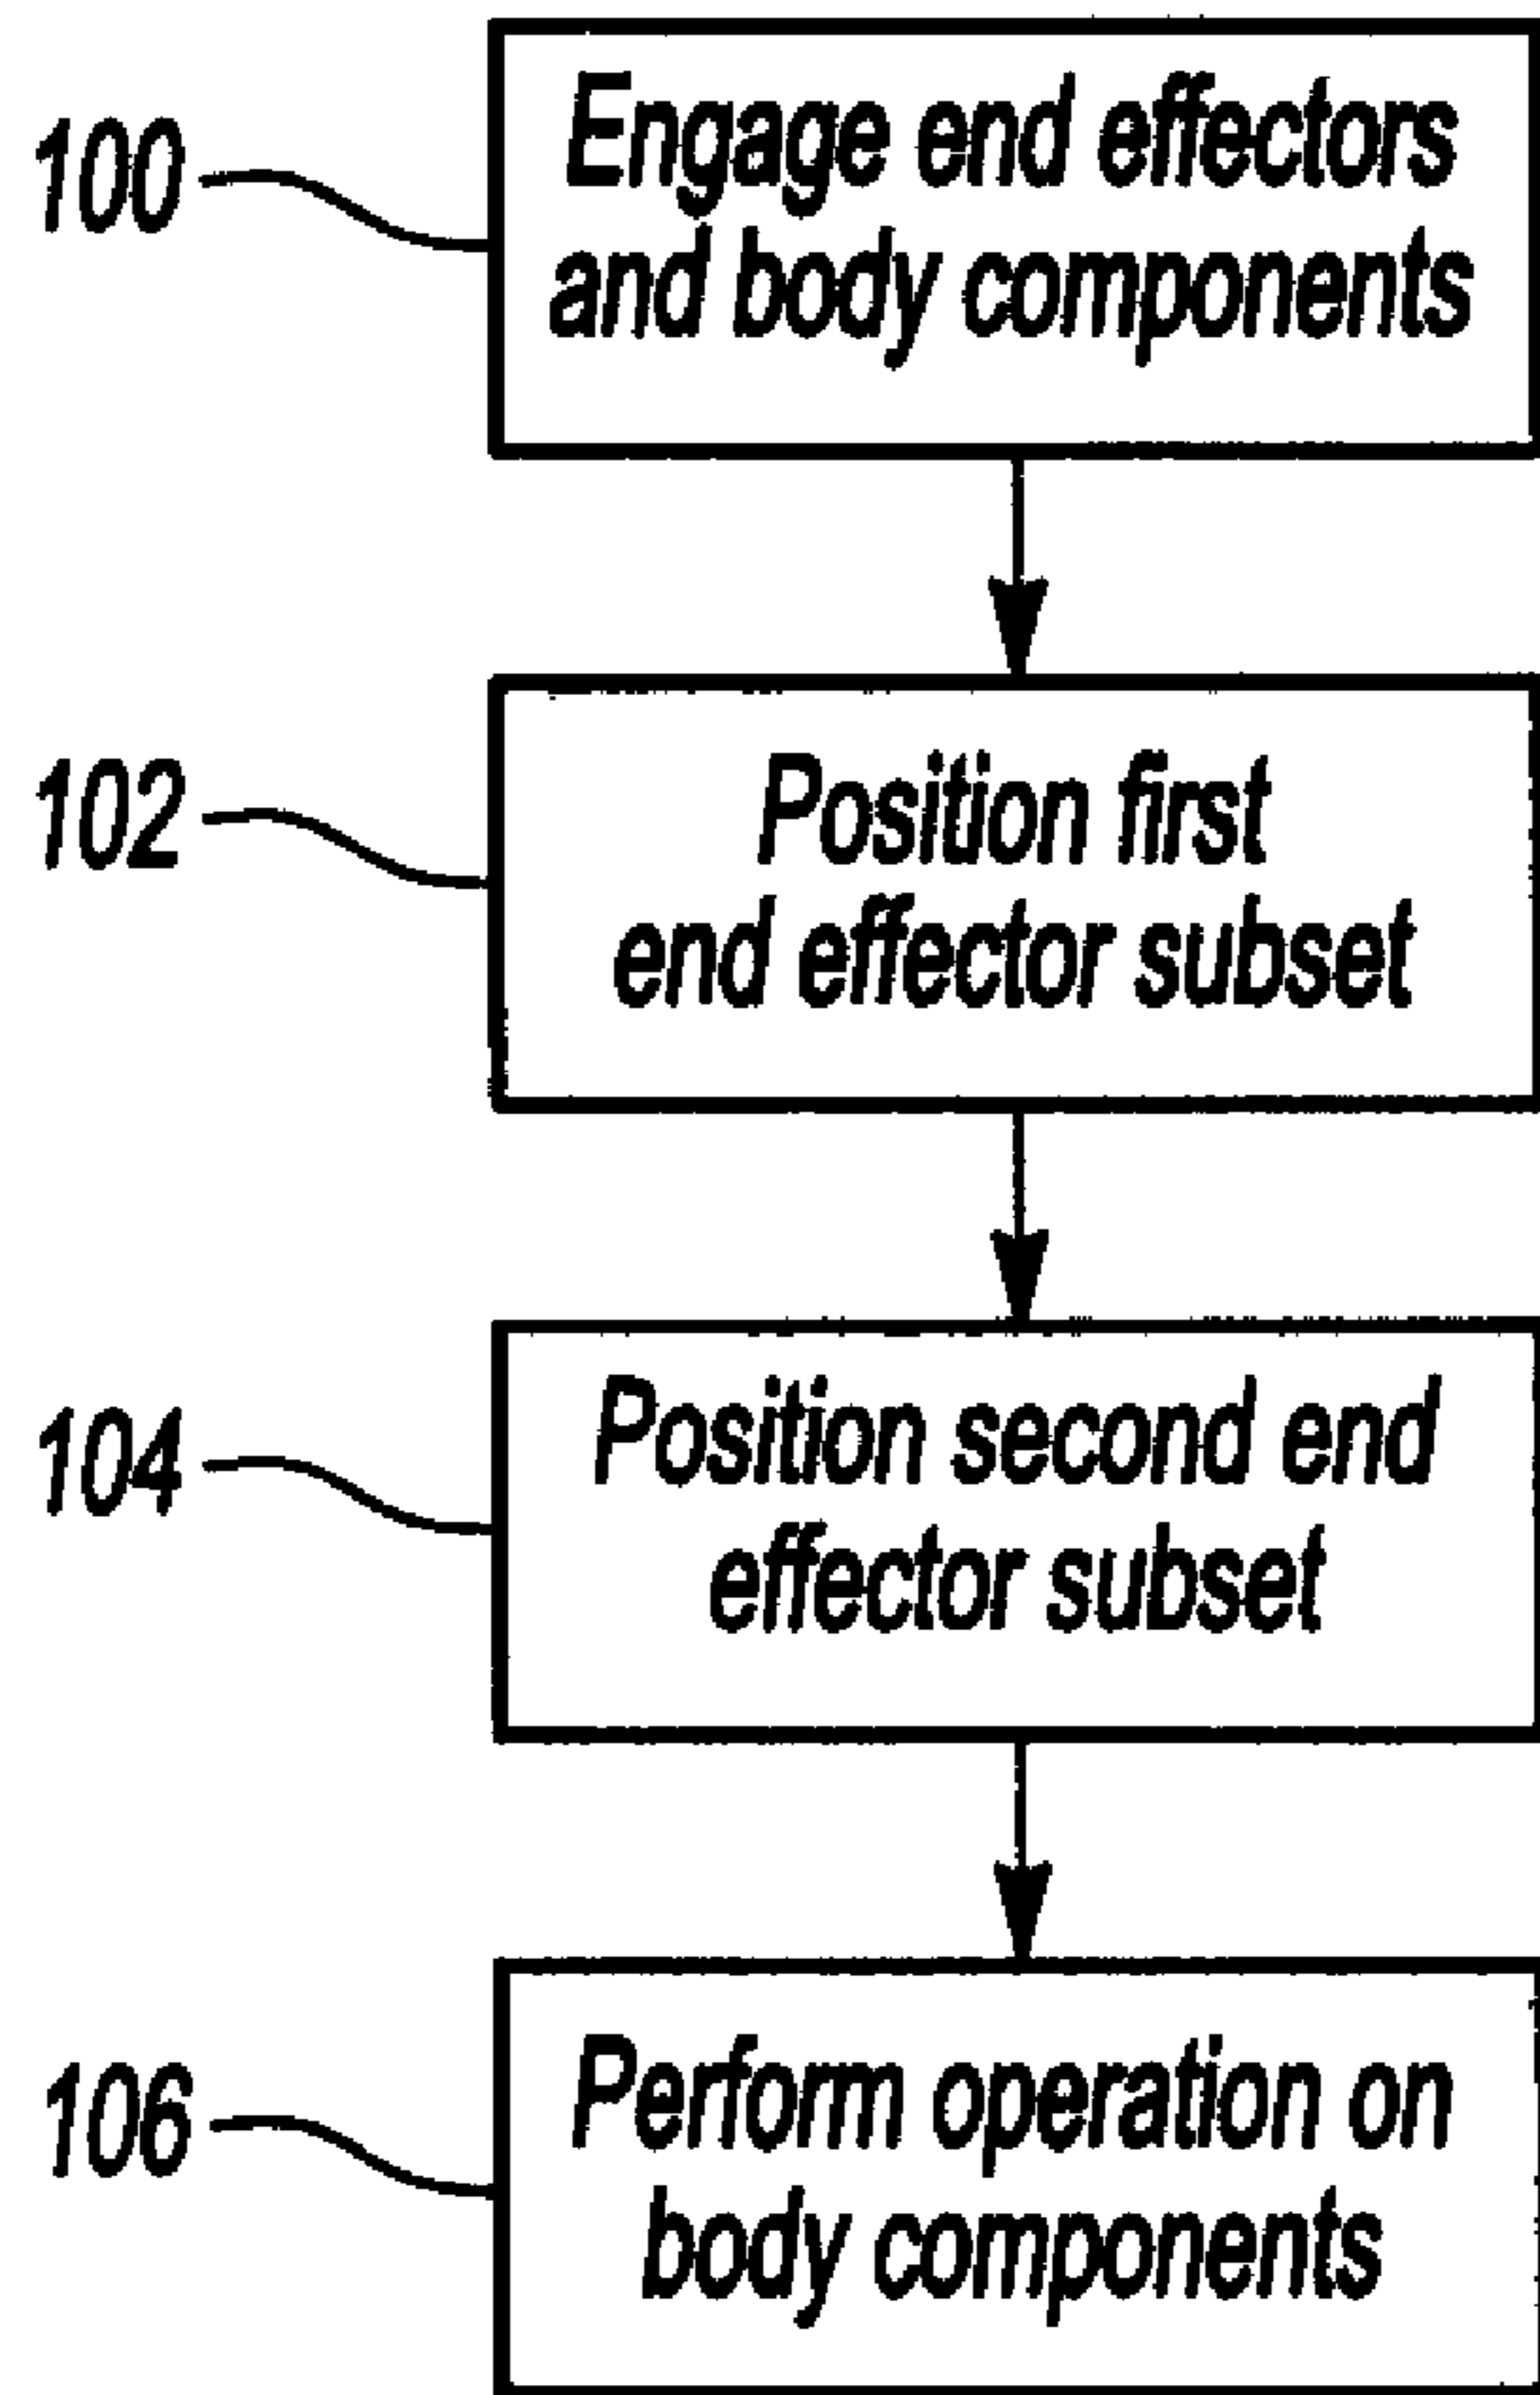 100
Engage end effectors
and body components
102
Position first
end effector subset
104
Position second end
effector subset
106
Perform operation on
body components